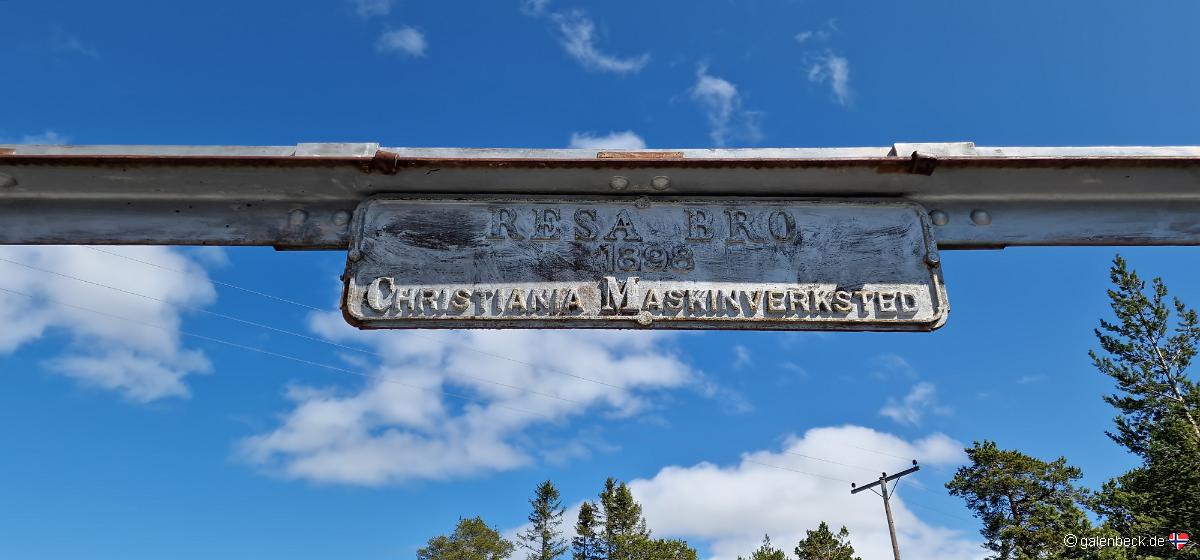 RESA BRO
1898
CHRISTIANIA MASKINVERKSTED
© galenbeck.de